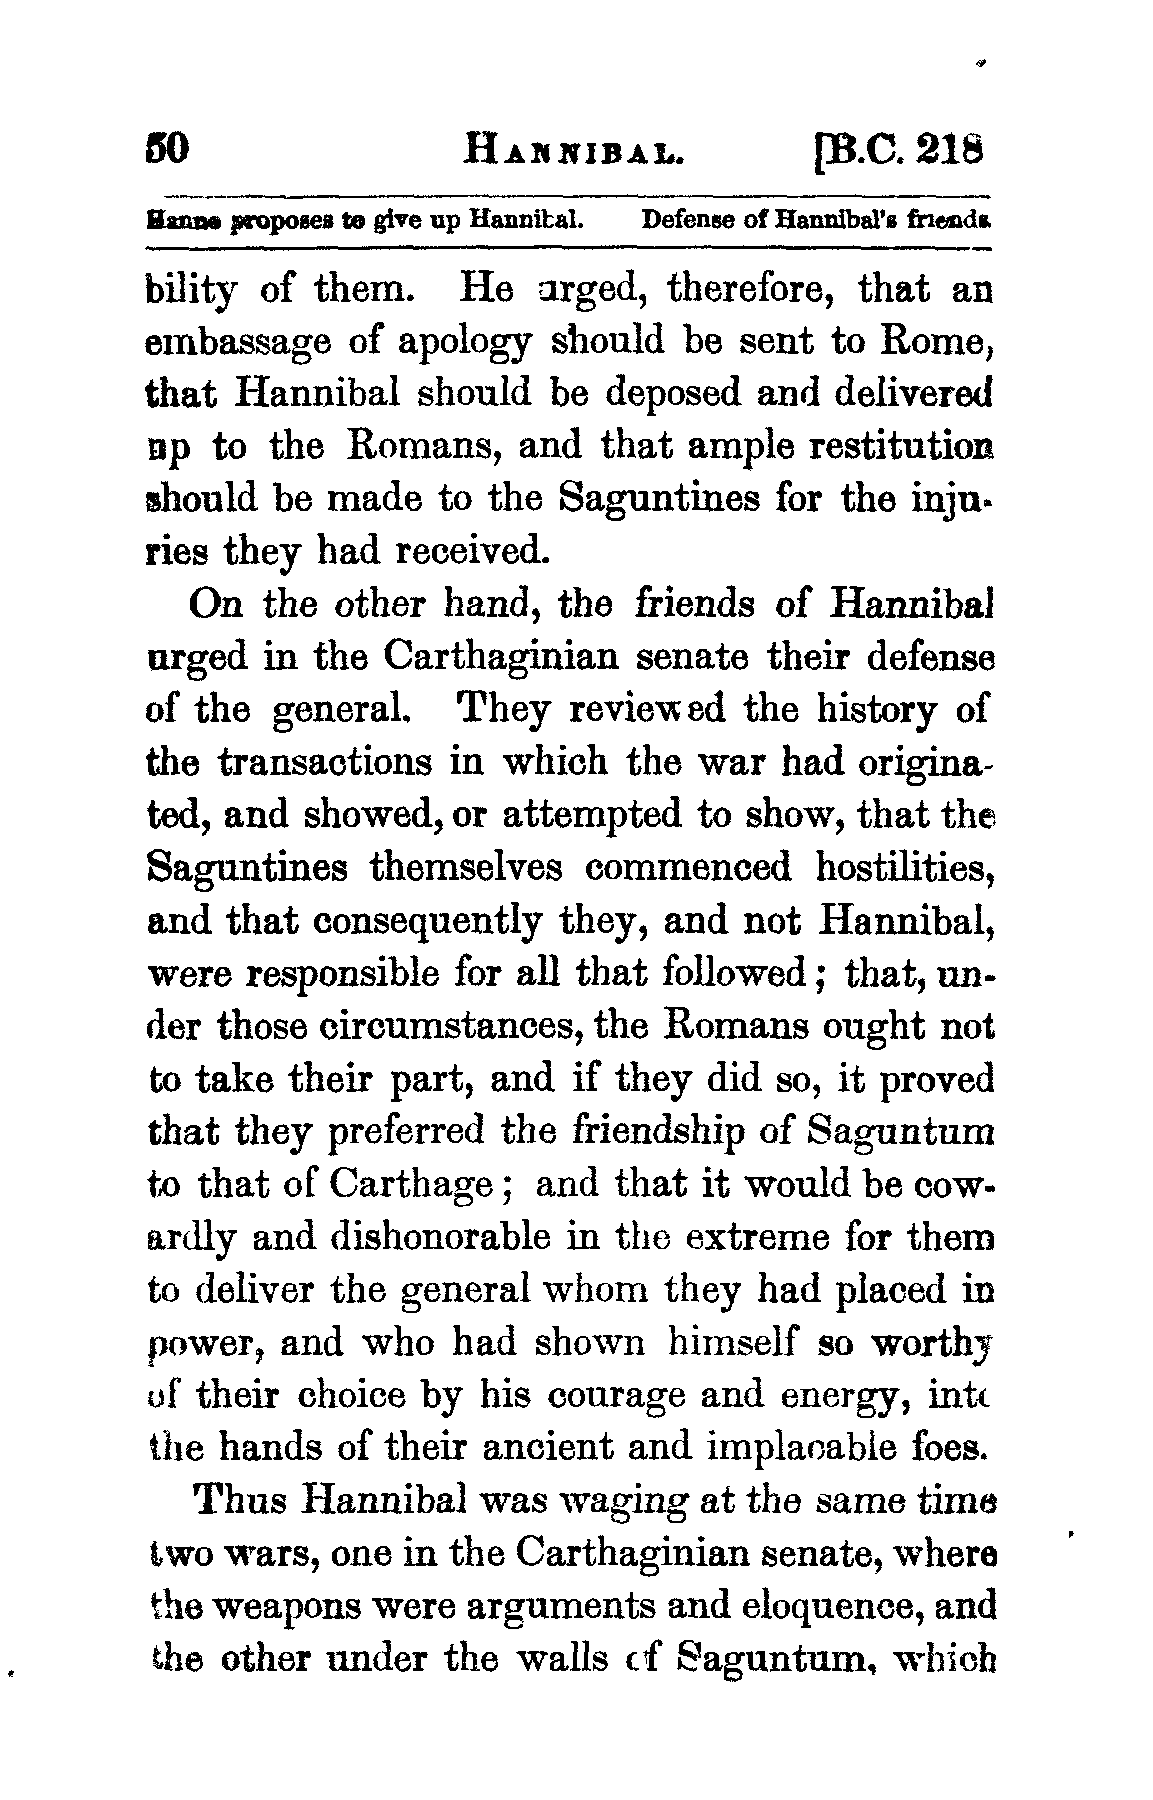 50 HANNIBAL. [B.C. 218
Hanno proposes to give up Hannibal. Defense of Hannibal's friends.
bility of them. He urged, therefore, that an
embassage of apology should be sent to Rome,
that Hannibal should be deposed and delivered
up to the Romans, and that ample restitution
should be made to the Saguntines for the inju-
ries they had received.
On the other hand, the friends of Hannibal
urged in the Carthaginian senate their defense
of the general. They reviewed the history of
the transactions in which the war had origina-
ted, and showed, or attempted to show, that the
Saguntines themselves commenced hostilities,
and that consequently they, and not Hannibal,
were responsible for all that followed; that, un-
der those circumstances, the Romans ought not
to take their part, and if they did so, it proved
that they preferred the friendship of Saguntum
to that of Carthage; and that it would be cow-
ardly and dishonorable in the extreme for them
to deliver the general whom they had placed in
power, and who had shown himself so worthy
of their choice by his courage and energy, into
the hands of their ancient and implacable foes.
Thus Hannibal was waging at the same time
two wars, one in the Carthaginian senate, where
the weapons were arguments and eloquence, and
the other under the walls of Saguntum, which